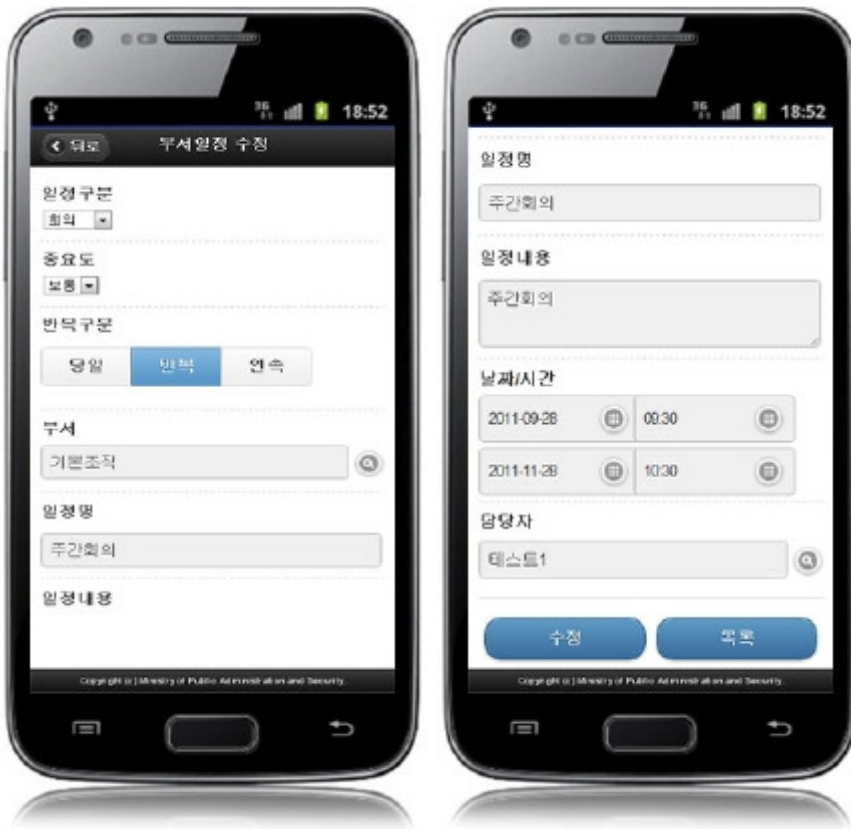 3G
18:52
뒤로
부서일정 수정
일정구분
회의
중요도
보통
반복구분
당일 반복 연속
부서
기본조직
일정명
주간회의
일정내용
Copyright (c) Ministry of Public Administration and Security.
3G
18:52
일정명
주간회의
일정내용
주간회의
날짜/시간
2011-09-28 09:30
2011-11-28 10:30
담당자
테스트1
수정 목록
Copyright (c) Ministry of Public Administration and Security.